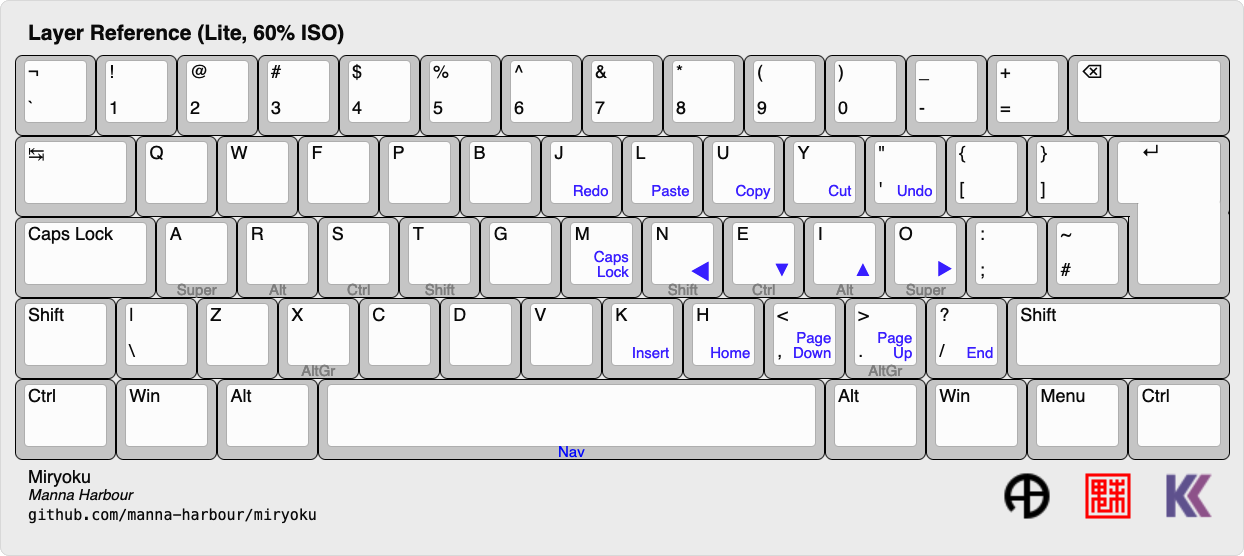 Layer Reference (Lite, 60% ISO)
¬ ! @ # $ % ^ & * ( ) _ + ⌫
` 1 2 3 4 5 6 7 8 9 0 - =
↹ Q W F P B J L U Y " { } ↵
Redo Paste Copy ' Cut Undo [ ]
Caps Lock A R S T G M N E I O : ~
Caps
Lock ◀ ▼ ▲ ▶ ; #
Super Alt Ctrl Shift Shift Ctrl Alt Super
Shift | Z X C D V K H < > ? Shift
Page Page
\ Insert Home , Down . Up / End
AltGr AltGr
Ctrl Win Alt Alt Win Menu Ctrl
Nav
Miryoku
Manna Harbour
github.com/manna-harbour/miryoku